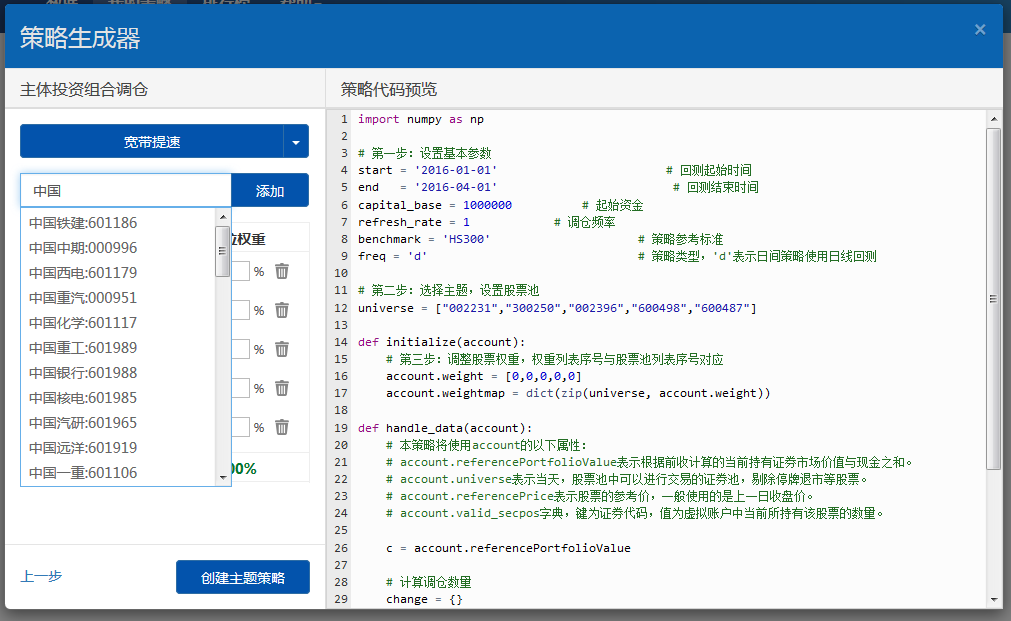 策略生成器
×
主体投资组合调仓
策略代码预览
宽带提速
中国
添加
中国铁建:601186
中国中期:000996
中国西电:601179
中国重汽:000951
中国化学:601117
中国重工:601989
中国银行:601988
中国核电:601985
中国汽研:601965
中国远洋:601919
中国一重:601106
位权重
%
%
%
%
%
00%
上一步
创建主题策略
1 import numpy as np
2
3 # 第一步：设置基本参数
4 start = '2016-01-01' # 回测起始时间
5 end = '2016-04-01' # 回测结束时间
6 capital_base = 1000000 # 起始资金
7 refresh_rate = 1 # 调仓频率
8 benchmark = 'HS300' # 策略参考标准
9 freq = 'd' # 策略类型，'d'表示日间策略使用日线回测
10
11 # 第二步：选择主题，设置股票池
12 universe = ["002231","300250","002396","600498","600487"]
13
14 def initialize(account):
15 # 第三步：调整股票权重，权重列表序号与股票池列表序号对应
16 account.weight = [0,0,0,0,0]
17 account.weightmap = dict(zip(universe, account.weight))
18
19 def handle_data(account):
20 # 本策略将使用account的以下属性：
21 # account.referencePortfolioValue表示根据前收计算的当前持有证券市场价值与现金之和。
22 # account.universe表示当天，股票池中可以进行交易的证券池，剔除停牌退市等股票。
23 # account.referencePrice表示股票的参考价，一般使用的是上一日收盘价。
24 # account.valid_secpos字典，键为证券代码，值为虚拟账户中当前所持有该股票的数量。
25
26 c = account.referencePortfolioValue
27
28 # 计算调仓数量
29 change = {}